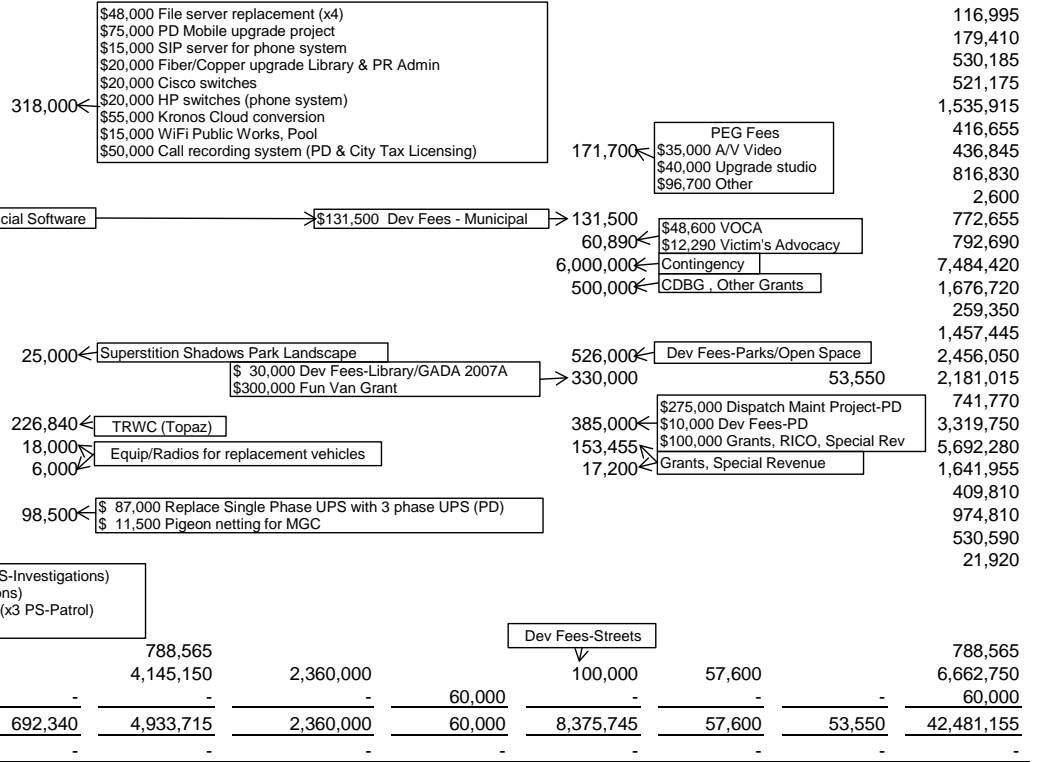 $48,000 File server replacement (x4) 116,995
$75,000 PD Mobile upgrade project 179,410
$15,000 SIP server for phone system 530,185
$20,000 Fiber/Copper upgrade Library & PR Admin
$20,000 Cisco switches 521,175
318,000 $20,000 HP switches (phone system) 1,535,915
$55,000 Kronos Cloud conversion 416,655
$15,000 WiFi Public Works, Pool
$50,000 Call recording system (PD & City Tax Licensing)
PEG Fees
171,700 $35,000 A/V Video 436,845
$40,000 Upgrade studio 816,830
$96,700 Other 2,600
cial Software $131,500 Dev Fees - Municipal 131,500 772,655
60,890 $48,600 VOCA 792,690
$12,290 Victim's Advocacy
6,000,000 Contingency 7,484,420
500,000 CDBG , Other Grants 1,676,720
259,350
1,457,445
25,000 Superstition Shadows Park Landscape 526,000 Dev Fees-Parks/Open Space 2,456,050
$ 30,000 Dev Fees-Library/GADA 2007A 330,000 53,550 2,181,015
$300,000 Fun Van Grant
741,770
226,840 TRWC (Topaz) 385,000 $275,000 Dispatch Maint Project-PD 3,319,750
$10,000 Dev Fees-PD
$100,000 Grants, RICO, Special Rev
18,000 Equip/Radios for replacement vehicles 153,455 5,692,280
6,000 17,200 Grants, Special Revenue 1,641,955
409,810
98,500 $ 87,000 Replace Single Phase UPS with 3 phase UPS (PD) 974,810
$ 11,500 Pigeon netting for MGC 530,590
21,920
S-Investigations)
ons)
(x3 PS-Patrol)
Dev Fees-Streets
788,565 788,565
4,145,150 2,360,000 100,000 57,600 6,662,750
- - - 60,000 - - - 60,000
692,340 4,933,715 2,360,000 60,000 8,375,745 57,600 53,550 42,481,155
- - - - - - - -